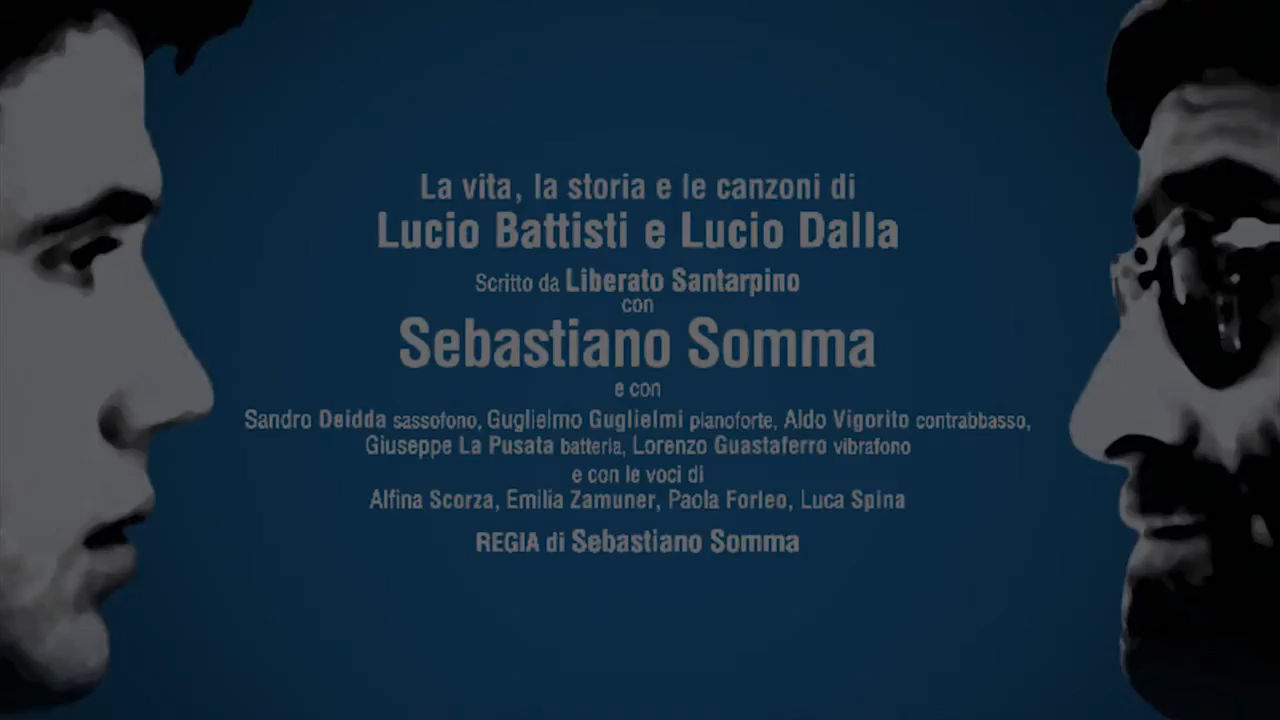 La vita, la storia e le canzoni di
Lucio Battisti e Lucio Dalla
Scritto da Liberato Santarpino
con
Sebastiano Somma
e con
Sandro Deidda sassofono, Guglielmo Guglielmi pianoforte, Aldo Vigorito contrabbasso,
Giuseppe La Pusata batteria, Lorenzo Guastaferro vibrafono
e con le voci di
Alfina Scorza, Emilia Zamuner, Paola Forleo, Luca Spina
REGIA di Sebastiano Somma